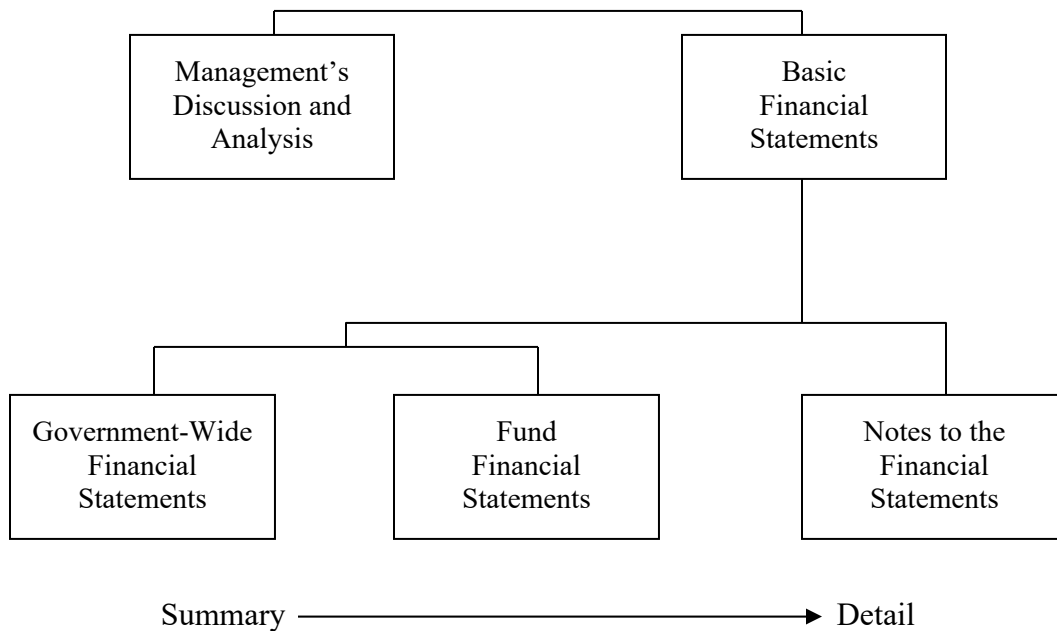 Management’s
Discussion and
Analysis
Basic
Financial
Statements
Government-Wide
Financial
Statements
Fund
Financial
Statements
Notes to the
Financial
Statements
Summary
Detail